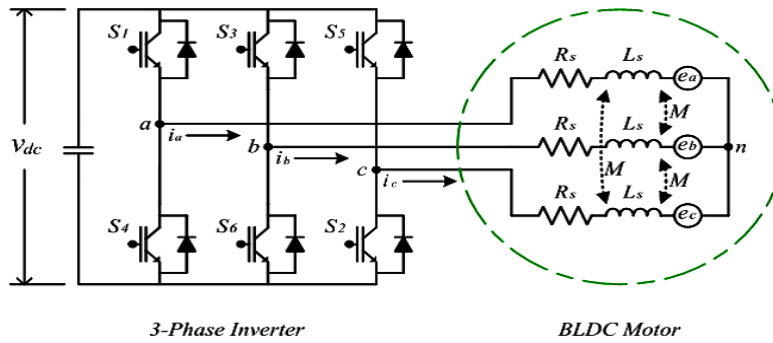 S1 S3 S5
Rs Ls ea
M
Vdc
a ia
b ib
c ic
Rs Ls eb n
M M
Rs Ls ec
S4 S6 S2
3-Phase Inverter BLDC Motor